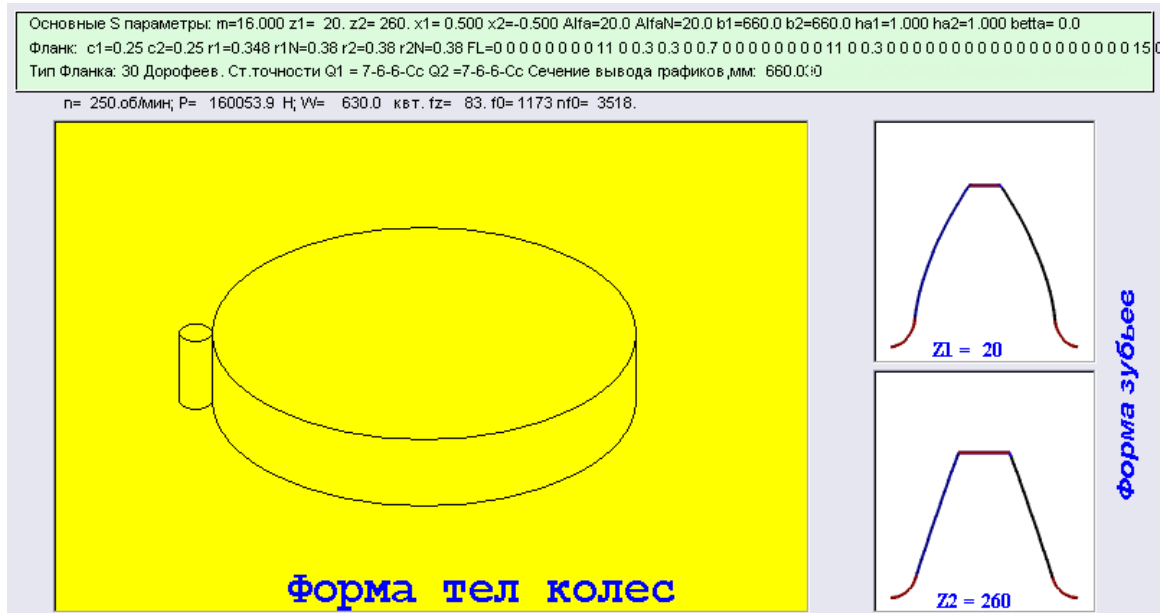 Основные S параметры: m=16.000 z1= 20. z2= 260. x1= 0.500 x2=-0.500 Alfa=20.0 AlfaN=20.0 b1=660.0 b2=660.0 ha1=1.000 ha2=1.000 betta= 0.0
Фланк: c1=0.25 c2=0.25 r1=0.348 r1N=0.38 r2=0.38 r2N=0.38 FL=0 0 0 0 0 0 0 0 11 0 0.3 0.3 0 0.7 0 0 0 0 0 0 0 0 11 0 0.3 0 0 0 0 0 0 0 0 0 0 0 0 0 0 0 0 0 0 15 0
Тип Фланка: 30 Дорофеев. Ст.точности Q1 = 7-6-6-Cc Q2 =7-6-6-Cc Сечение вывода графиков,мм: 660.0
n= 250.об/мин; P= 160053.9 Н; W= 630.0 квт. fz= 83. f0= 1173 nf0= 3518.
Z1 = 20
Форма зубьев
Форма тел колес
Z2 = 260